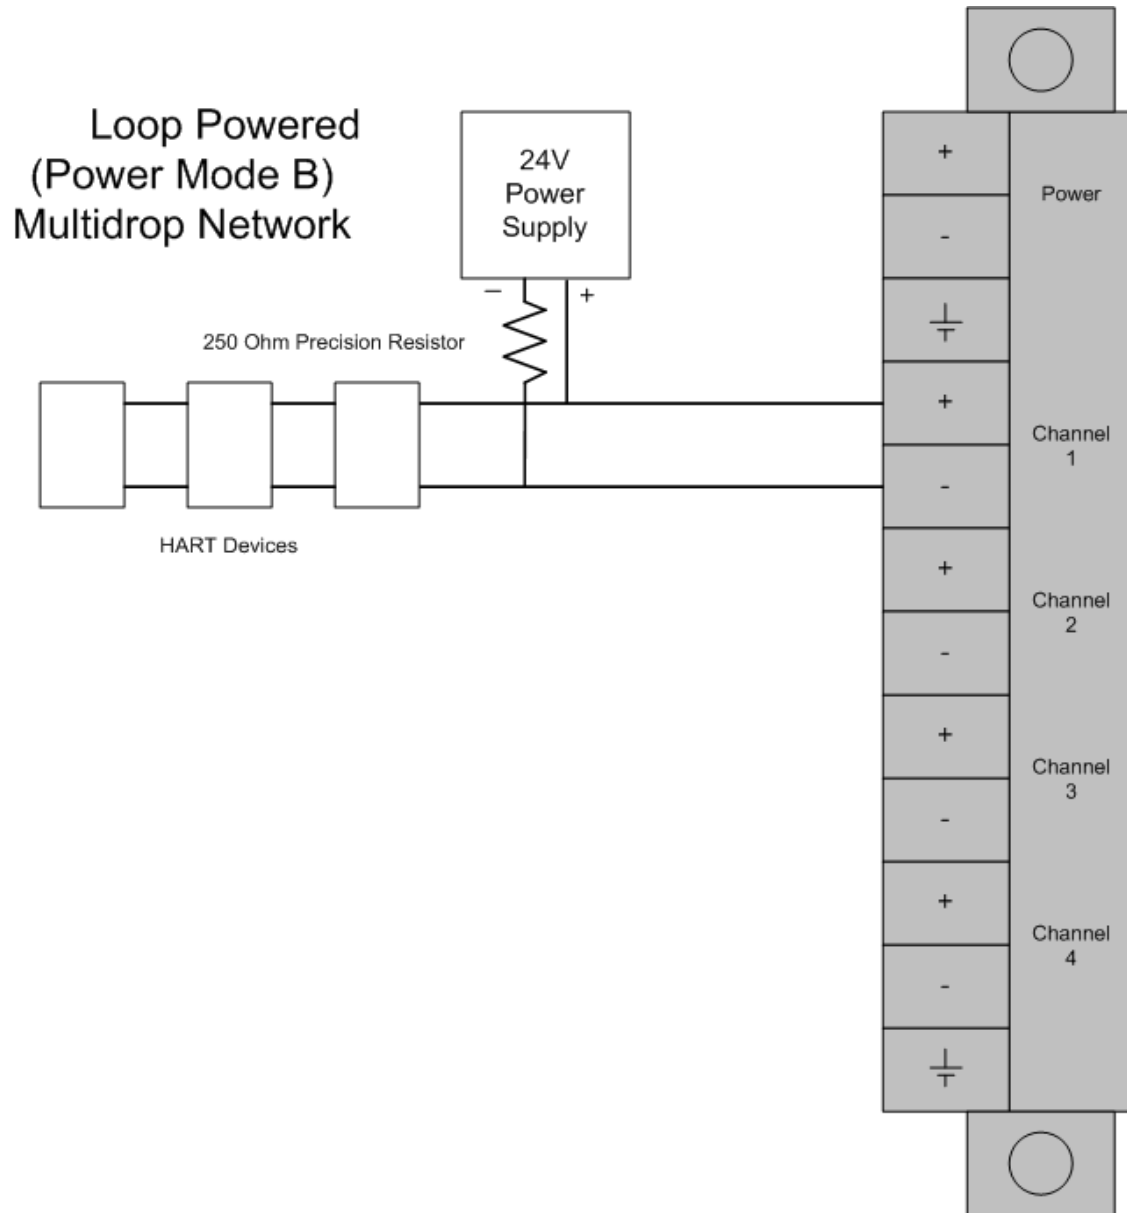 Loop Powered
(Power Mode B)
Multidrop Network
24V
Power
Supply
− +
250 Ohm Precision Resistor
HART Devices
+
-
Power
+
-
Channel
1
+
-
Channel
2
+
-
Channel
3
+
-
Channel
4